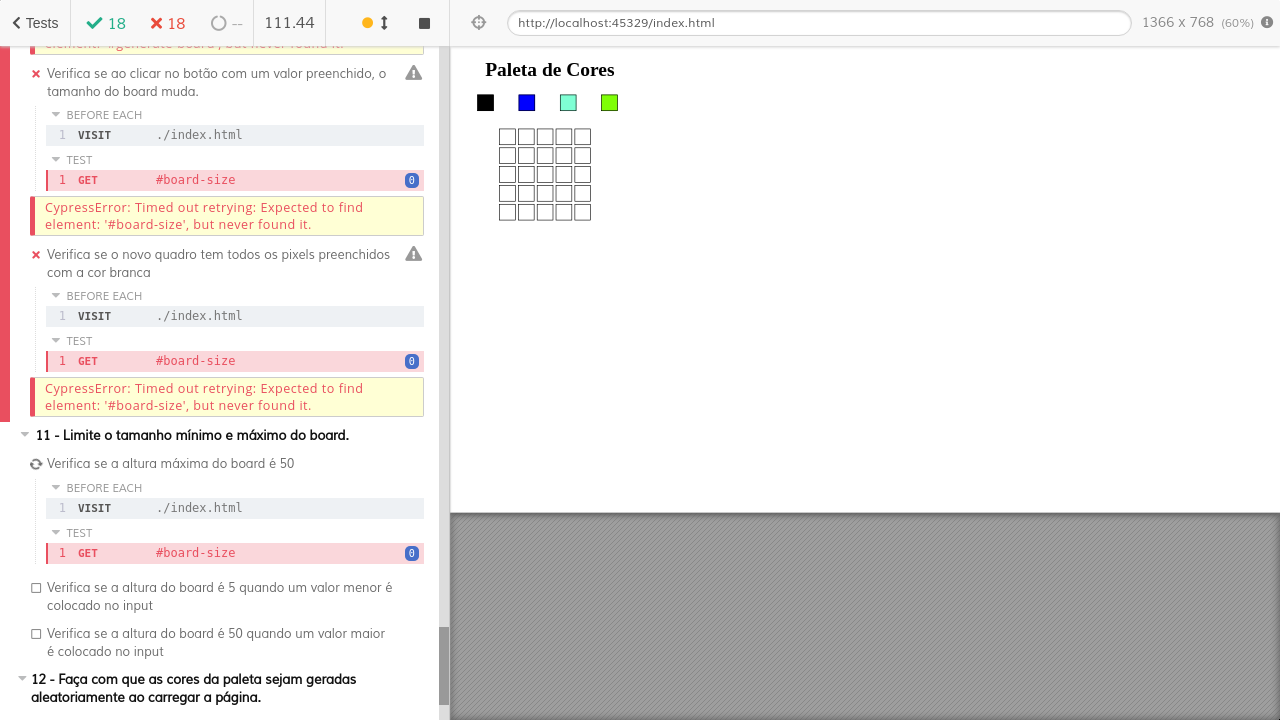 Tests
18
18
--
111.44
http://localhost:45329/index.html
1366 x 768 (60%)
element: '#generate-board', but never found it.
Verifica se ao clicar no botão com um valor preenchido, o
tamanho do board muda.
BEFORE EACH
1 VISIT ./index.html
TEST
1 GET #board-size 0
CypressError: Timed out retrying: Expected to find
element: '#board-size', but never found it.
Verifica se o novo quadro tem todos os pixels preenchidos
com a cor branca
BEFORE EACH
1 VISIT ./index.html
TEST
1 GET #board-size 0
CypressError: Timed out retrying: Expected to find
element: '#board-size', but never found it.
11 - Limite o tamanho mínimo e máximo do board.
Verifica se a altura máxima do board é 50
BEFORE EACH
1 VISIT ./index.html
TEST
1 GET #board-size 0
Verifica se a altura do board é 5 quando um valor menor é
colocado no input
Verifica se a altura do board é 50 quando um valor maior
é colocado no input
12 - Faça com que as cores da paleta sejam geradas
aleatoriamente ao carregar a página.
Paleta de Cores